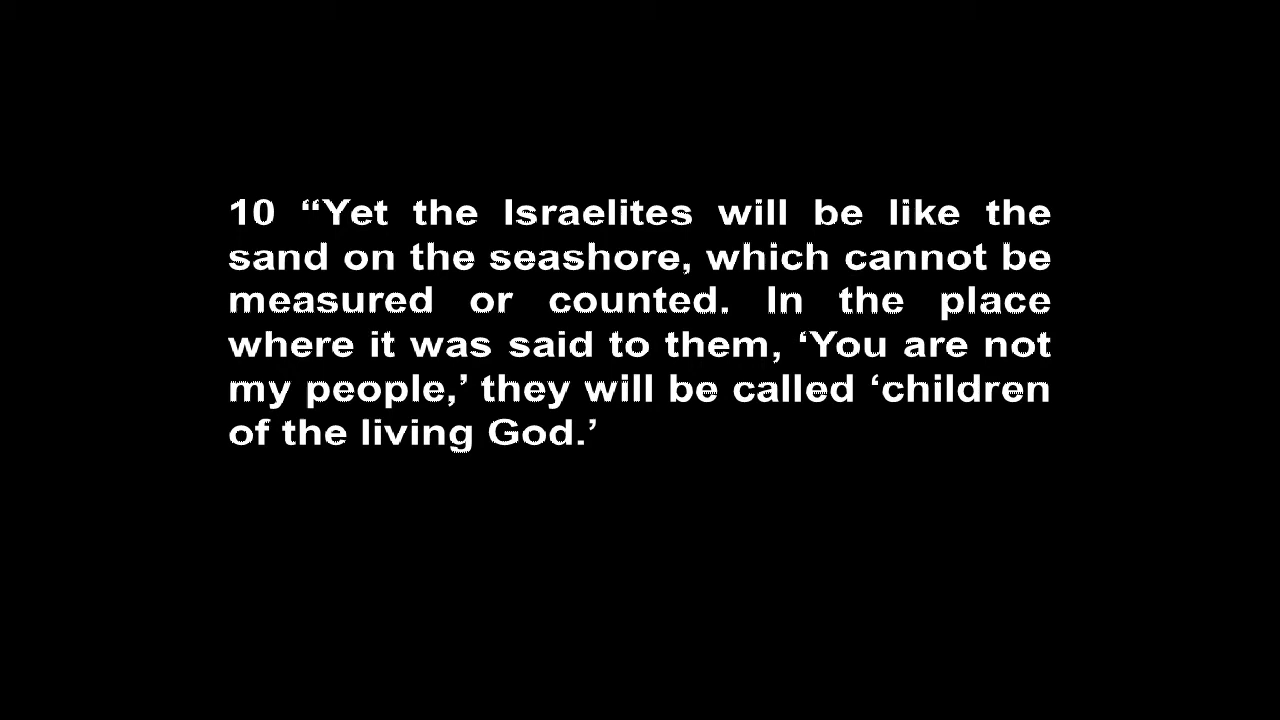 10 “Yet the Israelites will be like the
sand on the seashore, which cannot be
measured or counted. In the place
where it was said to them, ‘You are not
my people,’ they will be called ‘children
of the living God.’